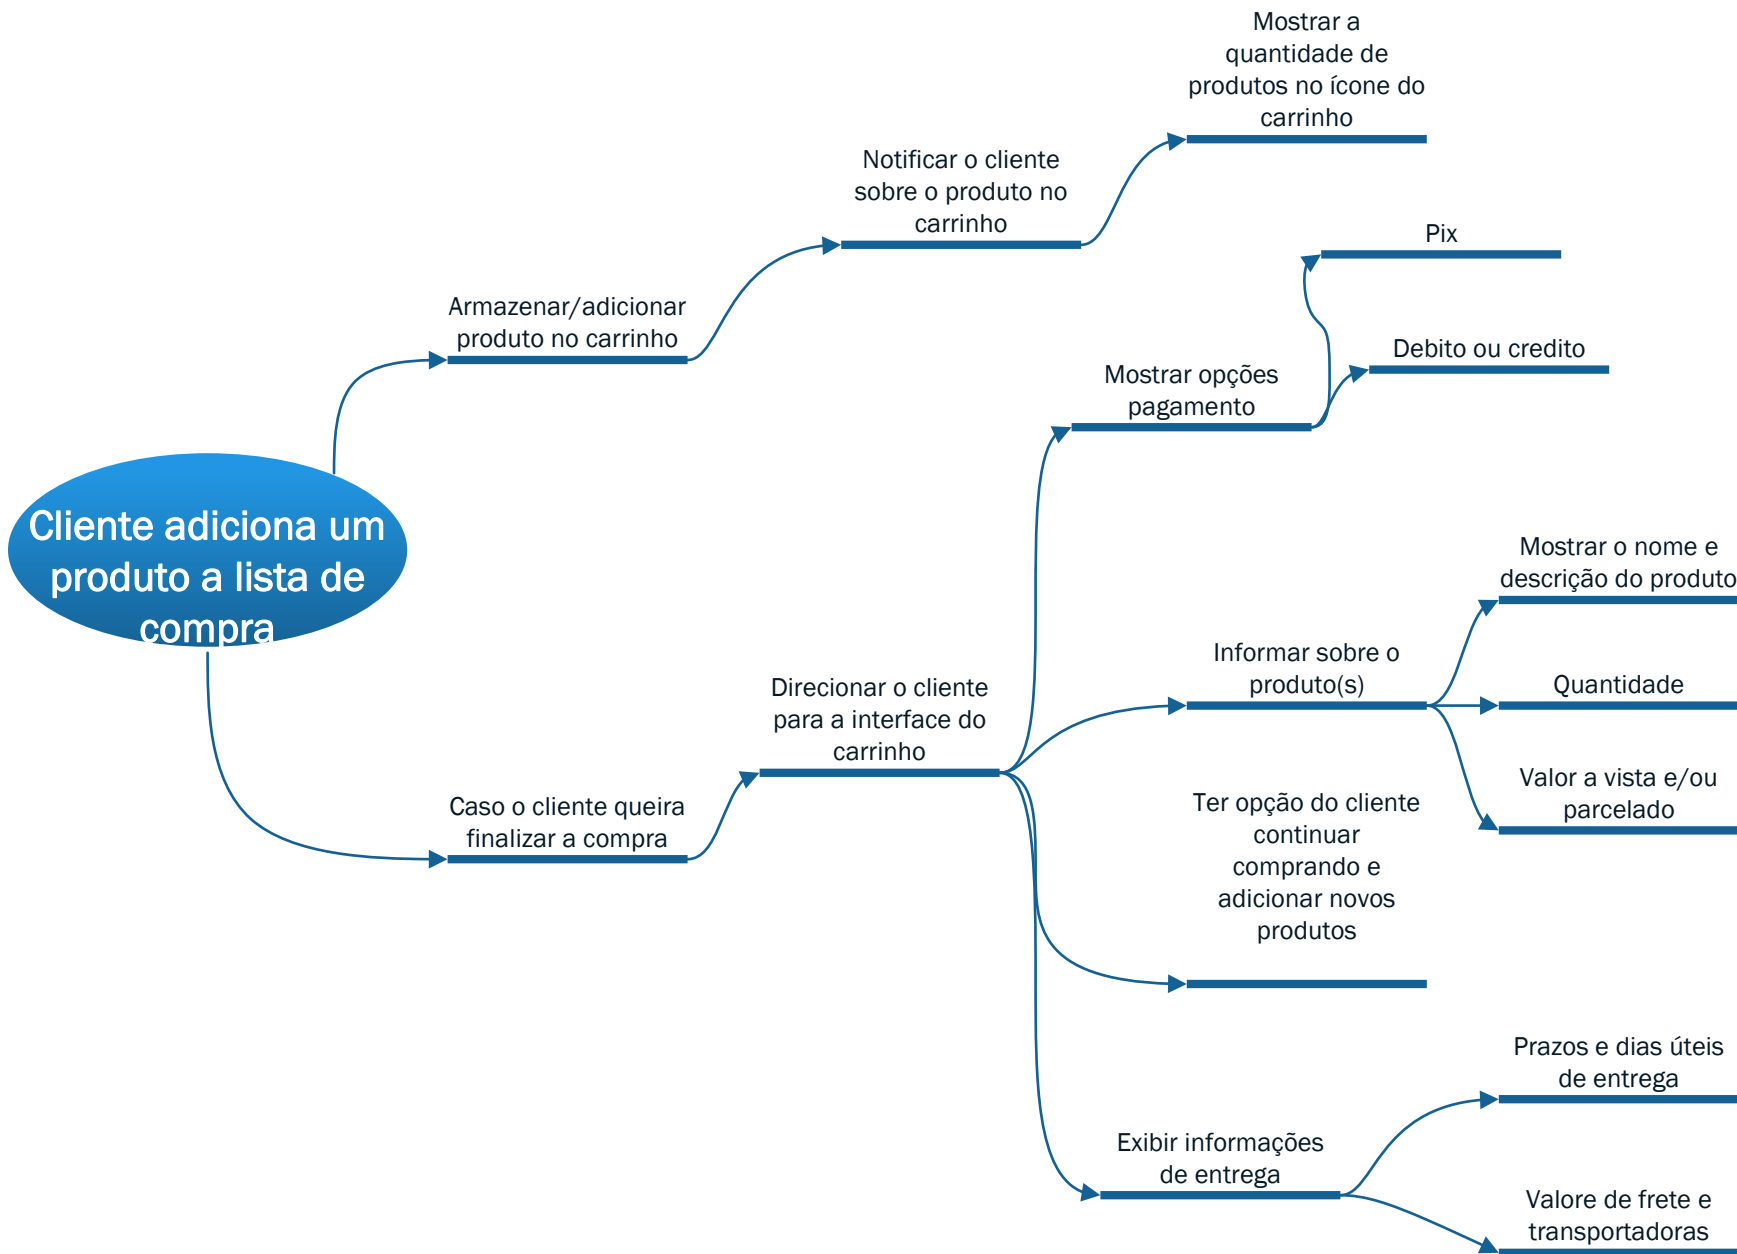 Mostrar a
quantidade de
produtos no ícone do
carrinho
Notificar o cliente
sobre o produto no
carrinho
Pix
Armazenar/adicionar
produto no carrinho
Debito ou credito
Mostrar opções
pagamento
Cliente adiciona um
produto a lista de
compra
Mostrar o nome e
descrição do produto
Informar sobre o
produto(s)
Quantidade
Direcionar o cliente
para a interface do
carrinho
Valor a vista e/ou
parcelado
Caso o cliente queira
finalizar a compra
Ter opção do cliente
continuar
comprando e
adicionar novos
produtos
Prazos e dias úteis
de entrega
Exibir informações
de entrega
Valore de frete e
transportadoras